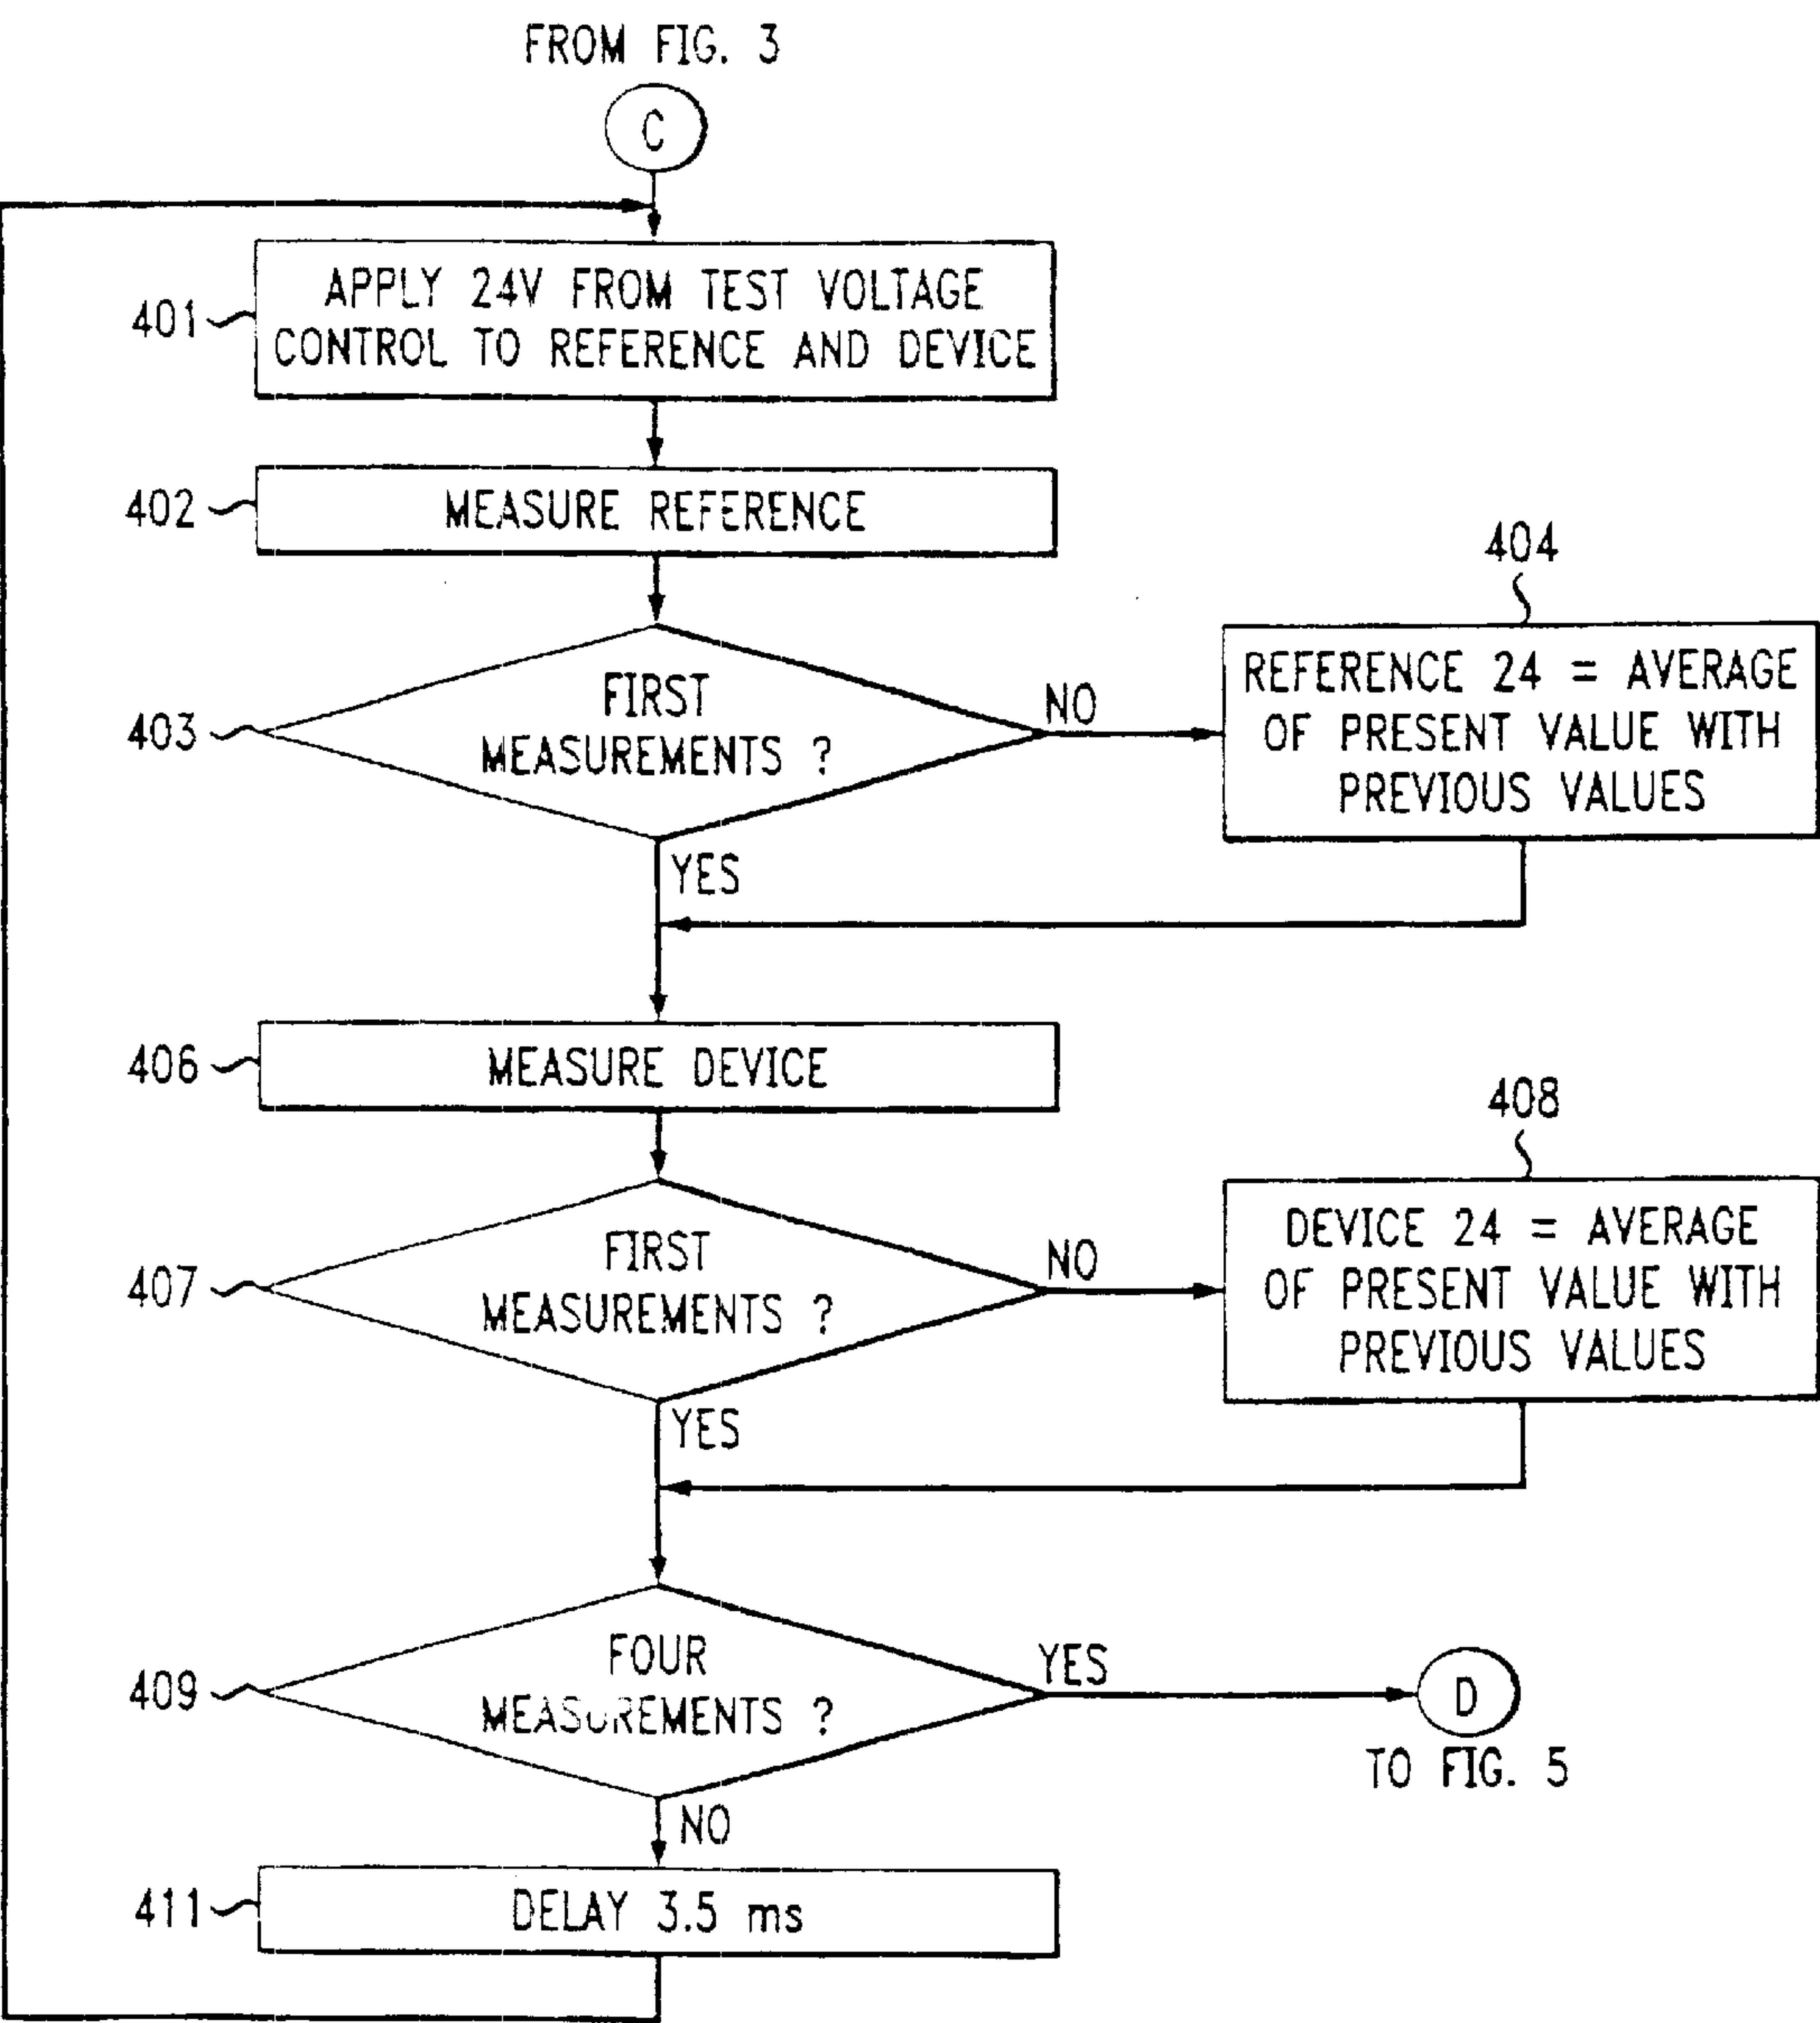 FROM FIG. 3
C
401
APPLY 24V FROM TEST VOLTAGE
CONTROL TO REFERENCE AND DEVICE
402
MEASURE REFERENCE
403
FIRST
MEASUREMENTS ?
NO
404
REFERENCE 24 = AVERAGE
OF PRESENT VALUE WITH
PREVIOUS VALUES
YES
406
MEASURE DEVICE
407
FIRST
MEASUREMENTS ?
NO
408
DEVICE 24 = AVERAGE
OF PRESENT VALUE WITH
PREVIOUS VALUES
YES
409
FOUR
MEASUREMENTS ?
YES
D
TO FIG. 5
NO
411
DELAY 3.5 ms